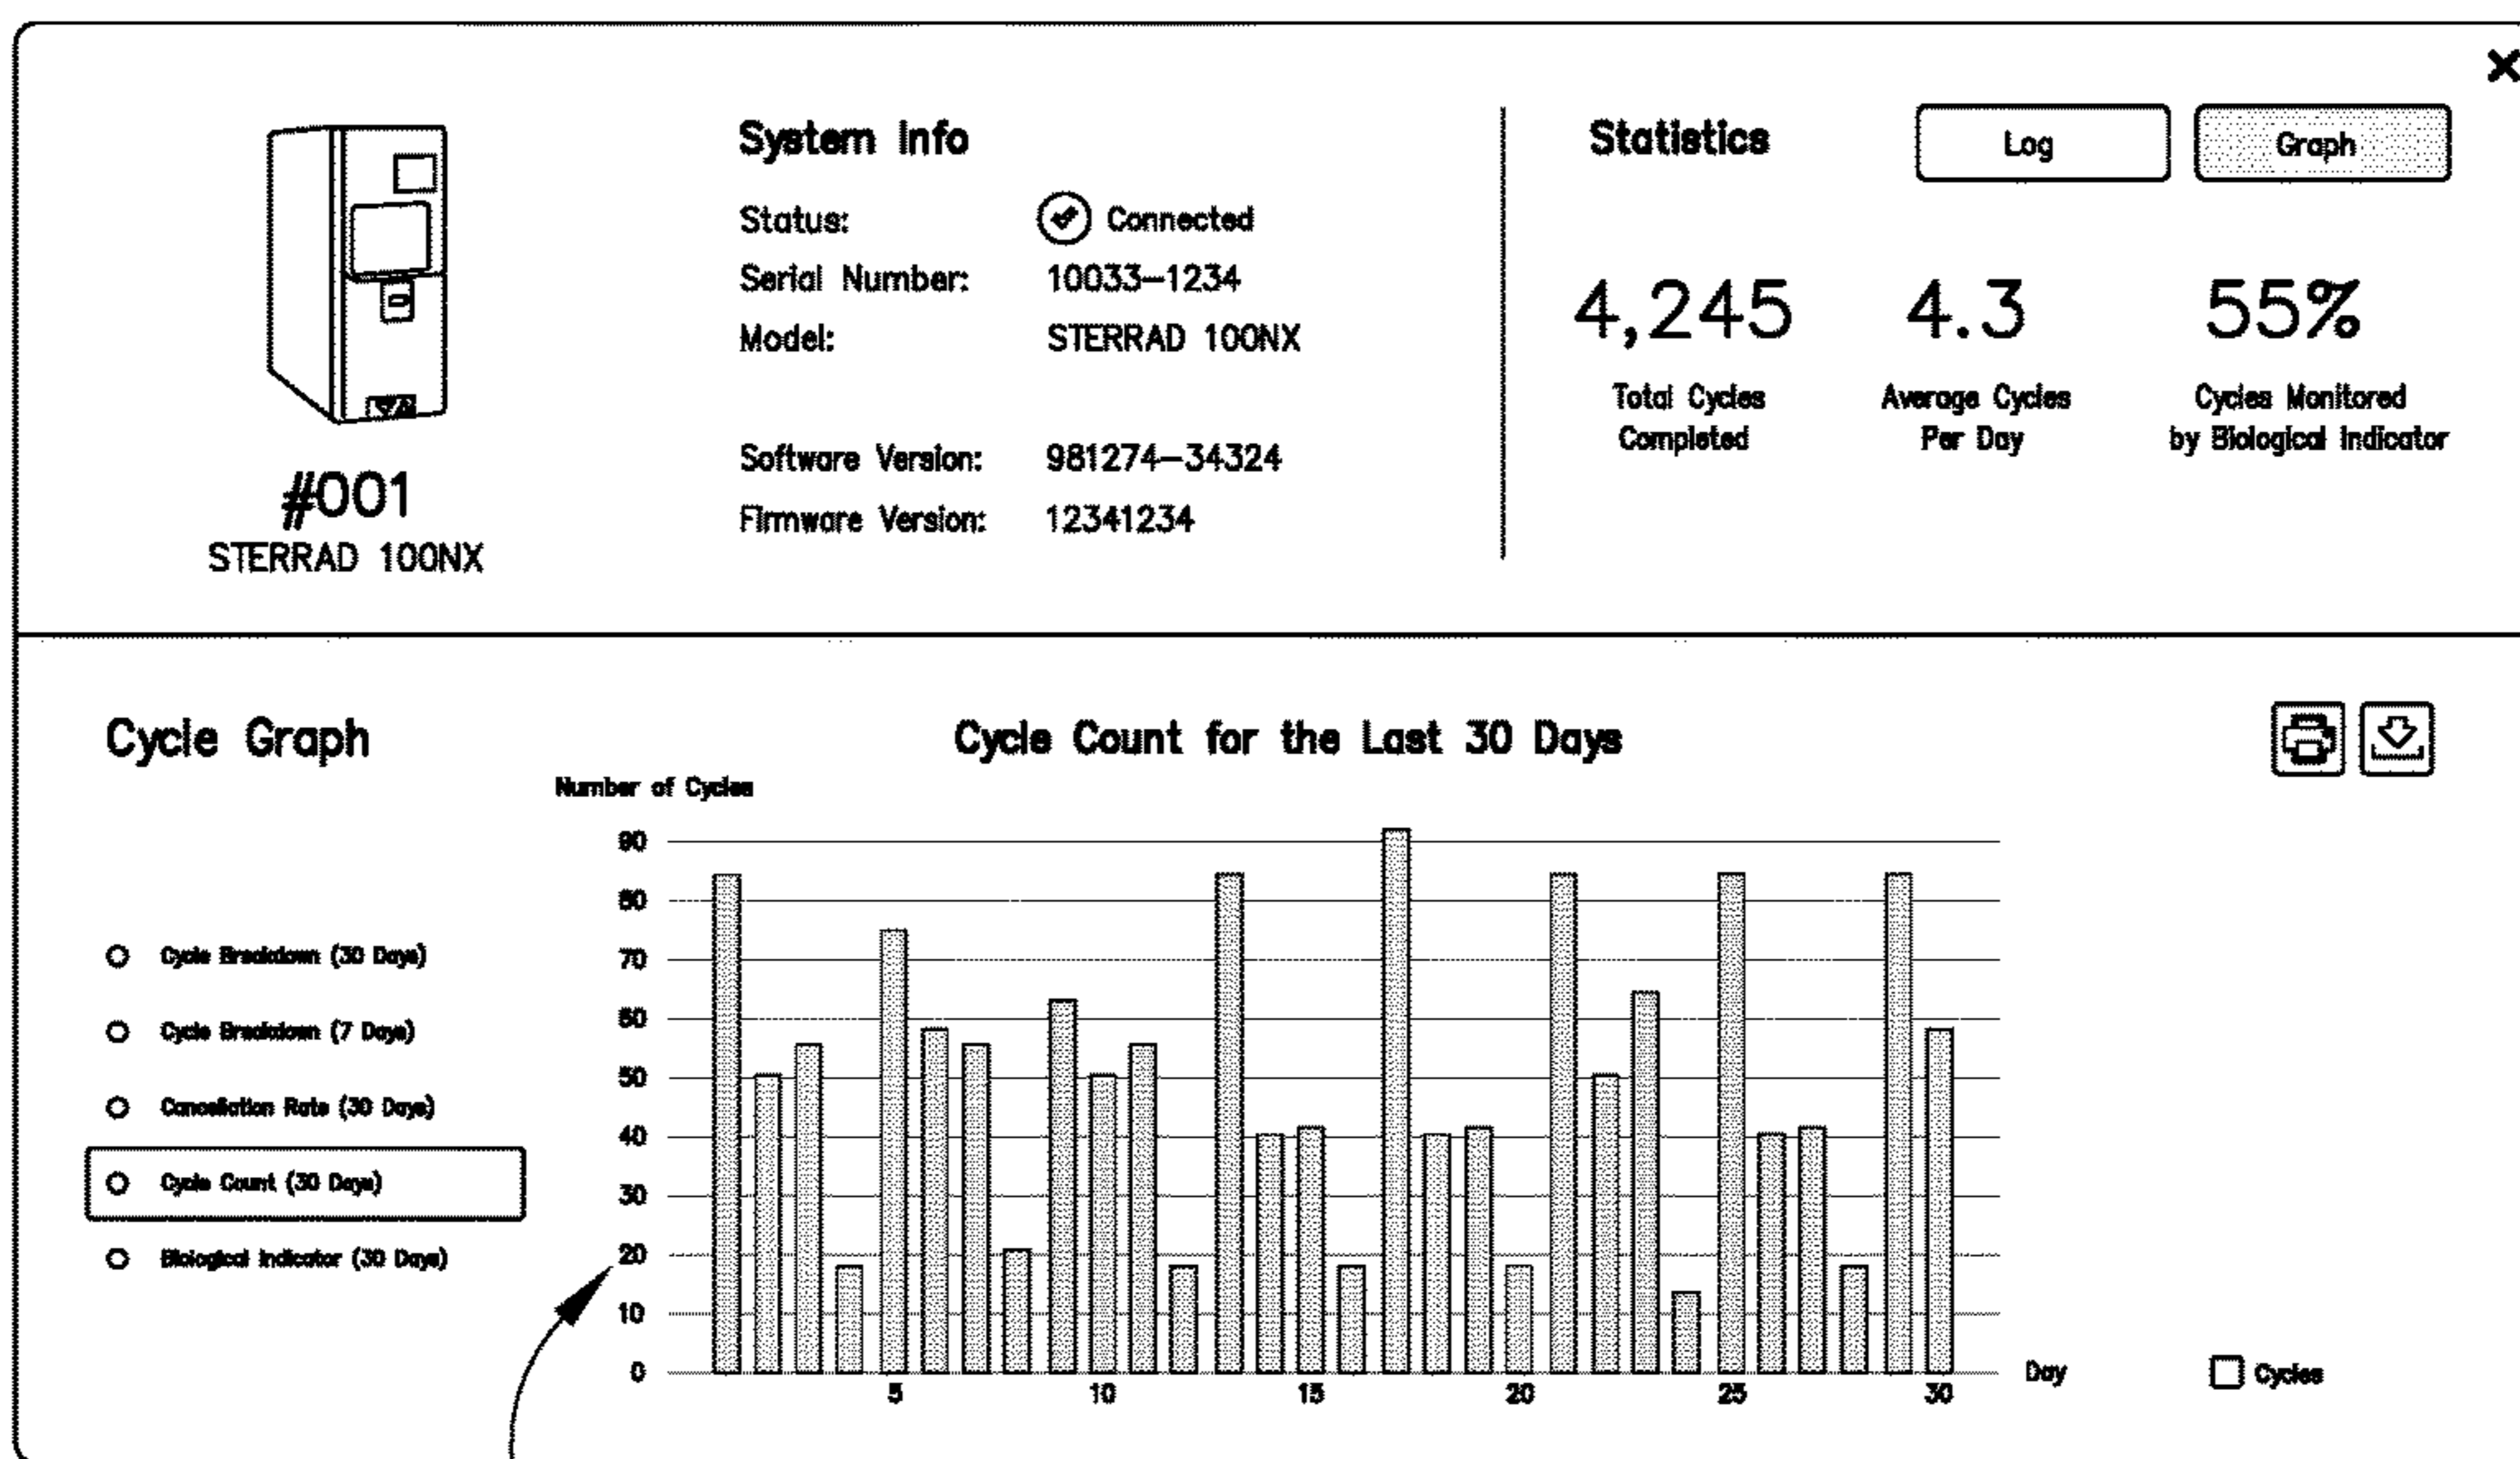 System Info
Status: Connected
Serial Number: 10033-1234
Model: STERRAD 100NX
Software Version: 981274-34324
Firmware Version: 12341234
#001
STERRAD 100NX
Statistics
Log
Graph
4,245
Total Cycles
Completed
4.3
Average Cycles
Per Day
55%
Cycles Monitored
by Biological Indicator
Cycle Graph
Cycle Breakdown (30 Days)
Cycle Breakdown (7 Days)
Cancellation Rate (30 Days)
Cycle Count (30 Days)
Biological Indicator (30 Days)
Cycle Count for the Last 30 Days
Number of Cycles
90
80
70
60
50
40
30
20
10
0
5 10 15 20 25 30
Day
Cycles